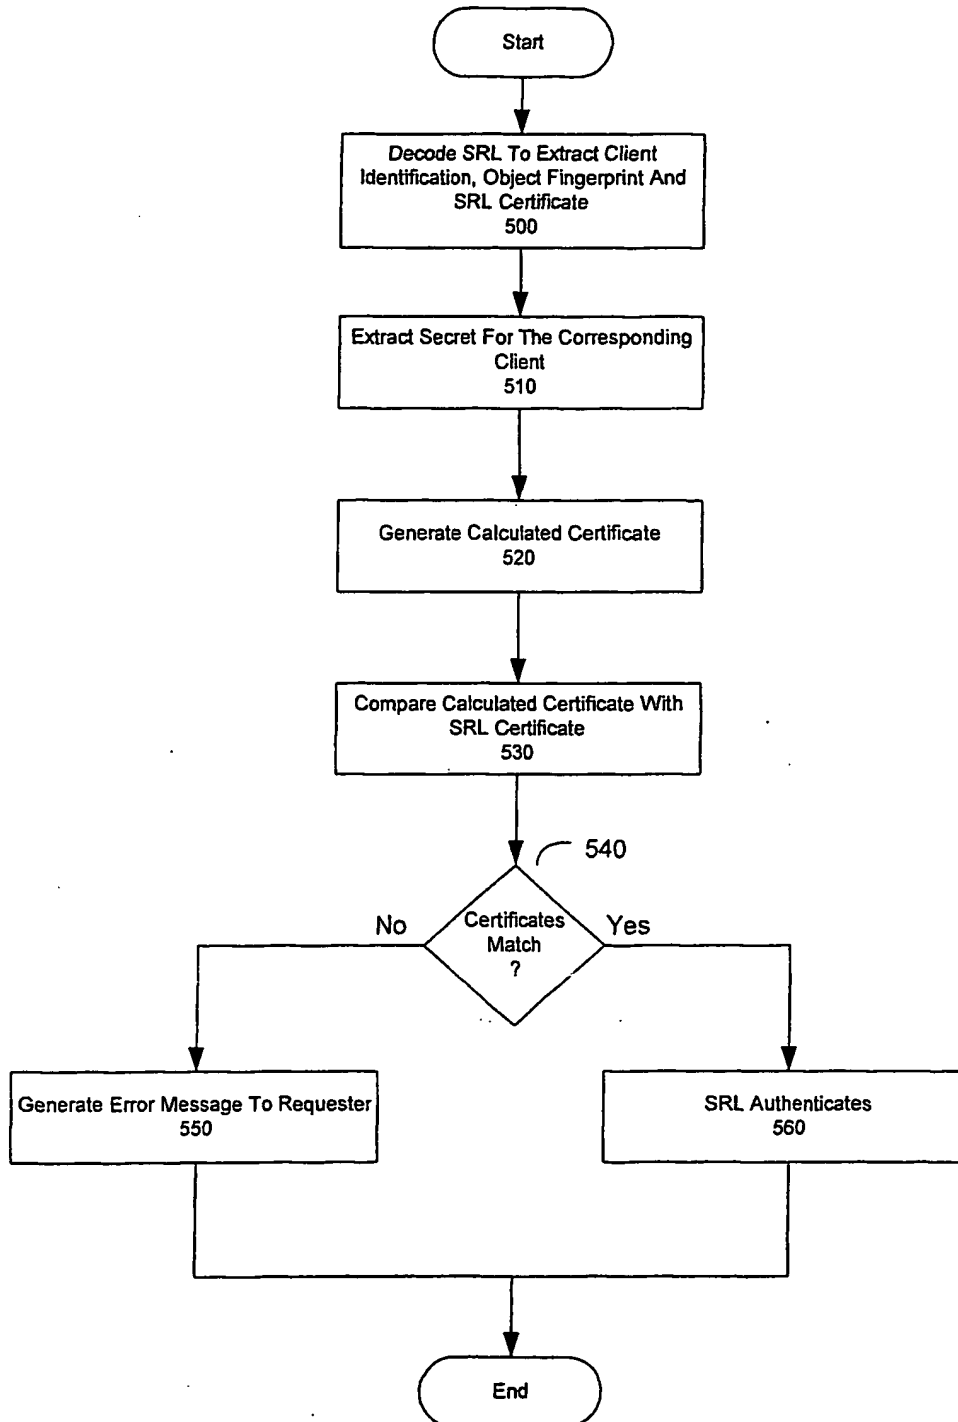 Start
Decode SRL To Extract Client
Identification, Object Fingerprint And
SRL Certificate
500
Extract Secret For The Corresponding
Client
510
Generate Calculated Certificate
520
Compare Calculated Certificate With
SRL Certificate
530
540
Certificates
Match
?
No
Yes
Generate Error Message To Requester
550
SRL Authenticates
560
End